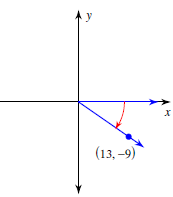 y
x
(13, –9)